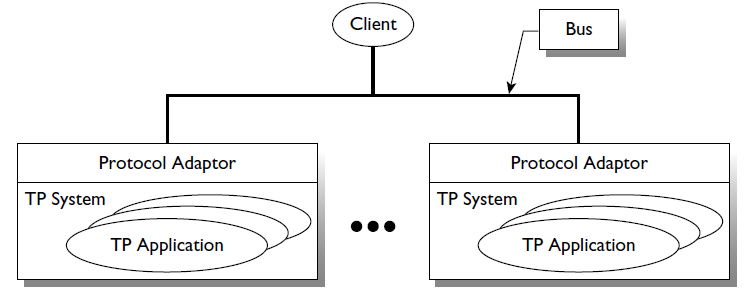 Client
Bus
Protocol Adaptor
TP System
TP Application
Protocol Adaptor
TP System
TP Application